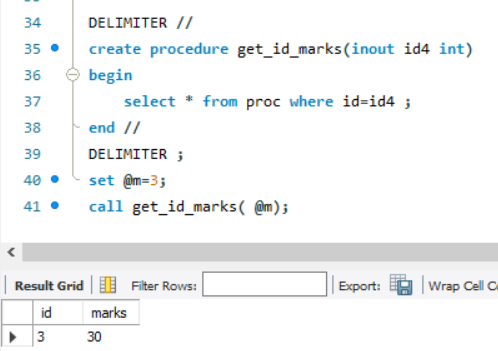 34 DELIMITER //
35 create procedure get_id_marks(inout id4 int)
36 begin
37 select * from proc where id=id4 ;
38 end //
39 DELIMITER ;
40 set @m=3;
41 call get_id_marks( @m);
Result Grid Filter Rows: Export: Wrap Cell
id marks
3 30